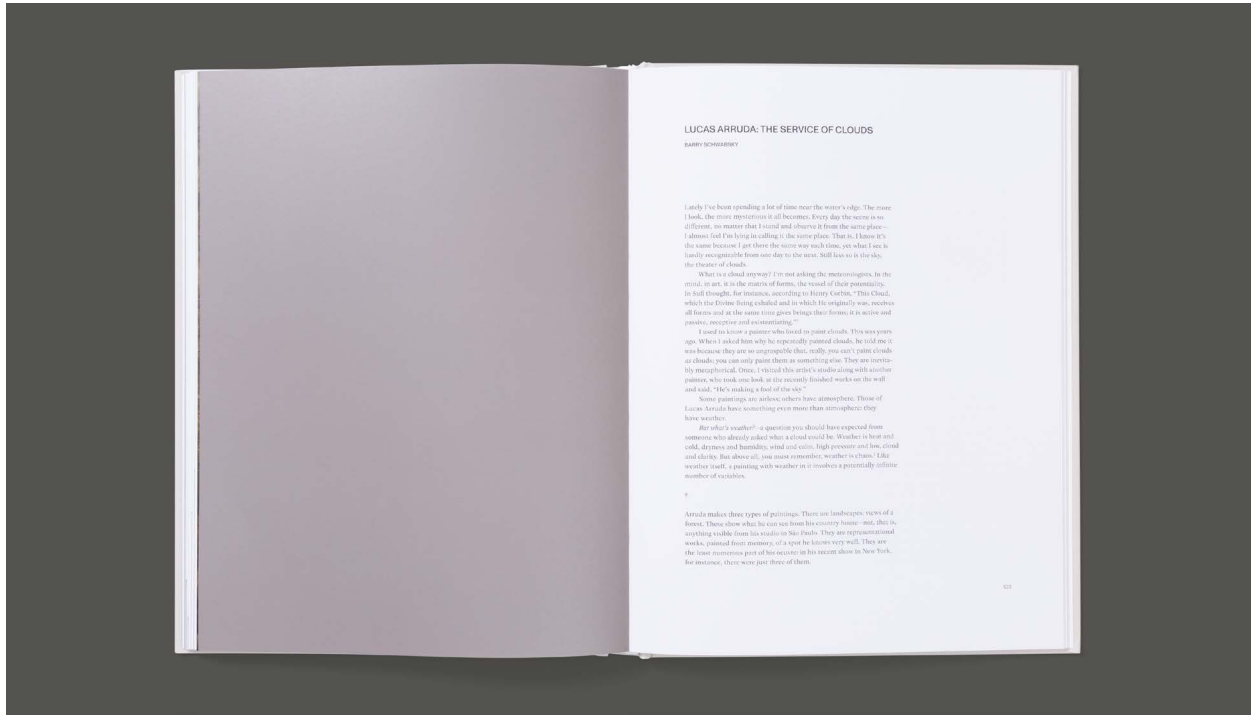 LUCAS ARRUDA: THE SERVICE OF CLOUDS
BARRY SCHWABSKY
Lately I've been spending a lot of time near the water's edge. The more
I look, the more mysterious it all becomes. Every day the scene is so
different, no matter that I stand and observe it from the same place—
I almost feel I'm lying in calling it the same place. That is, I know it's
the same because I get there the same way each time, yet what I see is
hardly recognizable from one day to the next. Still less so is the sky,
the theater of clouds.
What is a cloud anyway? I'm not asking the meteorologists. In the
mind, in art, it is the matrix of forms, the vessel of their potentiality,
in Sufi thought, for instance, according to Henry Corbin, "This Cloud,
which the Divine Being exhaled and in which He originally was, receives
all forms and at the same time gives beings their forms; it is active and
passive, receptive and existentiating."¹
I used to know a painter who loved to paint clouds. This was years
ago. When I asked him why he repeatedly painted clouds, he told me it
was because they are so ungraspable that, really, you can't paint clouds
as clouds; you can only paint them as something else. They are inevita-
bly metaphorical. Once, I visited this artist's studio along with another
painter, who took one look at the recently finished works on the wall
and said, "He's making a fool of the sky."
Some paintings are airless; others have atmosphere. Those of
Lucas Arruda have something even more than atmosphere: they
have weather.
But what's weather?—a question you should have expected from
someone who already asked what a cloud could be. Weather is heat and
cold, dryness and humidity, wind and calm, high pressure and low, cloud
and clarity. But above all, you must remember, weather is chaos.² Like
weather itself, a painting with weather in it involves a potentially infinite
number of variables.
Arruda makes three types of paintings. There are landscapes: views of a
forest. These show what he can see from his country house—not, that is,
anything visible from his studio in São Paulo. They are representational
works, painted from memory, of a spot he knows very well. They are
the least numerous part of his oeuvre; in his recent show in New York,
for instance, there were just three of them.